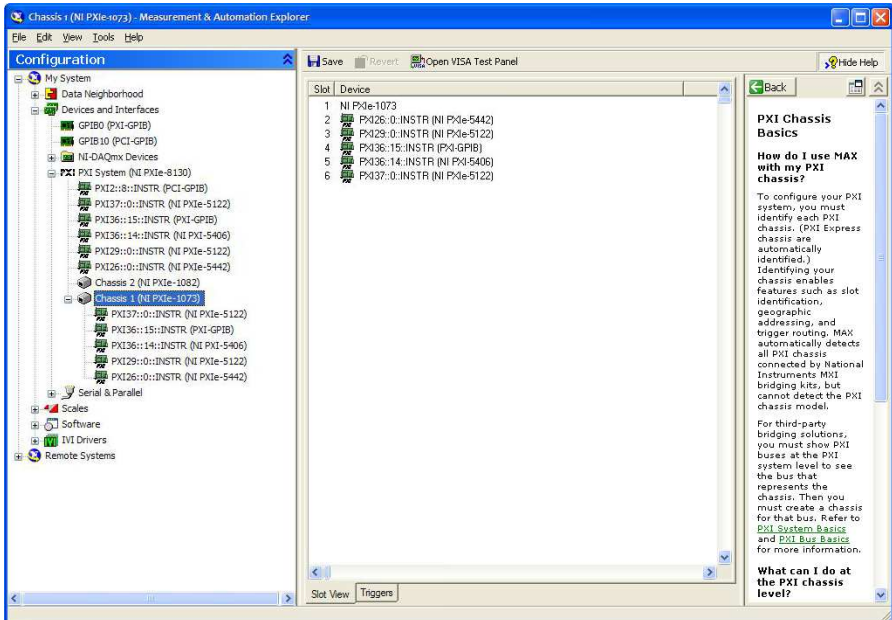 Chassis 1 (NI PXIe-1073) - Measurement & Automation Explorer
File Edit View Tools Help
Configuration
My System
Data Neighborhood
Devices and Interfaces
GPIB0 (PXI-GPIB)
GPIB10 (PCI-GPIB)
NI-DAQmx Devices
PXI PXI System (NI PXIe-8130)
PXI2::8::INSTR (PCI-GPIB)
PXI37::0::INSTR (NI PXIe-5122)
PXI36::15::INSTR (PXI-GPIB)
PXI36::14::INSTR (NI PXI-5406)
PXI29::0::INSTR (NI PXIe-5122)
PXI26::0::INSTR (NI PXIe-5442)
Chassis 2 (NI PXIe-1082)
Chassis 1 (NI PXIe-1073)
PXI37::0::INSTR (NI PXIe-5122)
PXI36::15::INSTR (PXI-GPIB)
PXI36::14::INSTR (NI PXI-5406)
PXI29::0::INSTR (NI PXIe-5122)
PXI26::0::INSTR (NI PXIe-5442)
Serial & Parallel
Scales
Software
IVI Drivers
Remote Systems
Save Revert Open VISA Test Panel
Hide Help
Slot Device
1 NI PXIe-1073
2 PXI26::0::INSTR (NI PXIe-5442)
3 PXI29::0::INSTR (NI PXIe-5122)
4 PXI36::15::INSTR (PXI-GPIB)
5 PXI36::14::INSTR (NI PXI-5406)
6 PXI37::0::INSTR (NI PXIe-5122)
Slot View Triggers
Back
PXI Chassis
Basics
How do I use MAX
with my PXI
chassis?
To configure your PXI
system, you must
identify each PXI
chassis. (PXI Express
chassis are
automatically
identified.)
Identifying your
chassis enables
features such as slot
identification,
geographic
addressing, and
trigger routing. MAX
automatically detects
all PXI chassis
connected by National
Instruments MXI
bridging kits, but
cannot detect the PXI
chassis model.
For third-party
bridging solutions,
you must show PXI
buses at the PXI
system level to see
the bus that
represents the
chassis. Then you
must create a chassis
for that bus. Refer to
PXI System Basics
and PXI Bus Basics
for more information.
What can I do at
the PXI chassis
level?